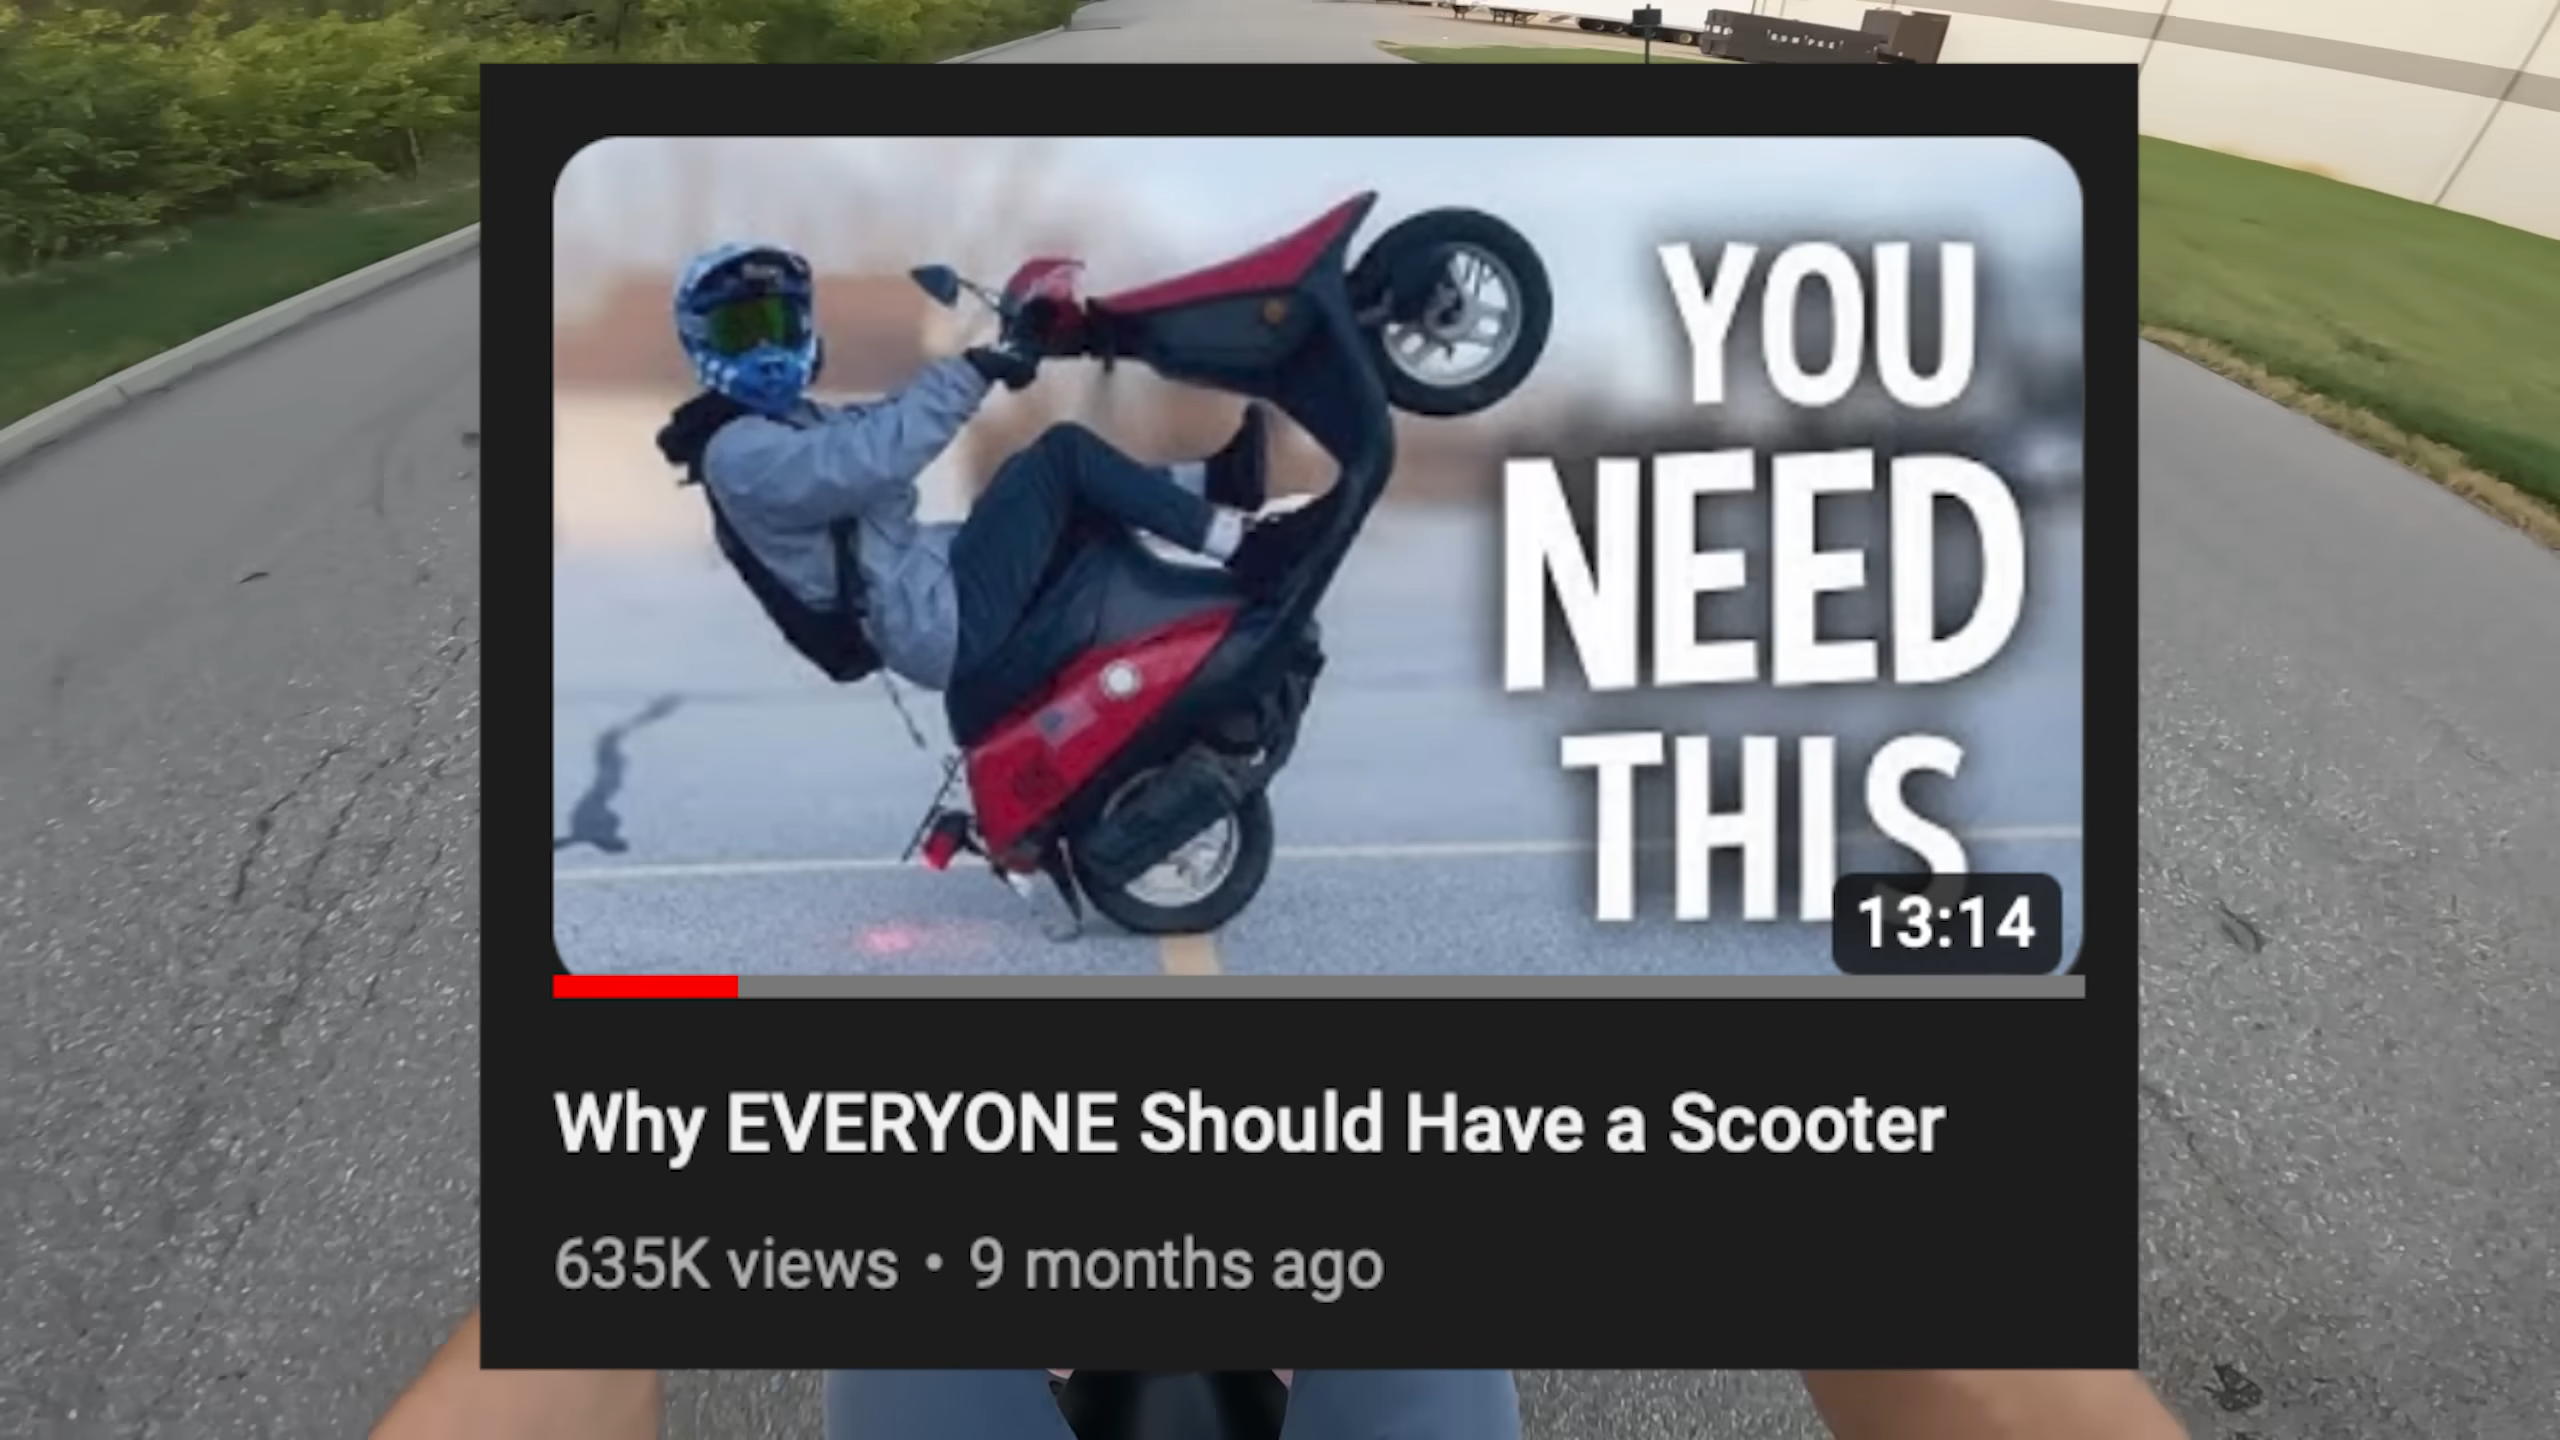 YOU
NEED
THIS
13:14
Why EVERYONE Should Have a Scooter
635K views • 9 months ago